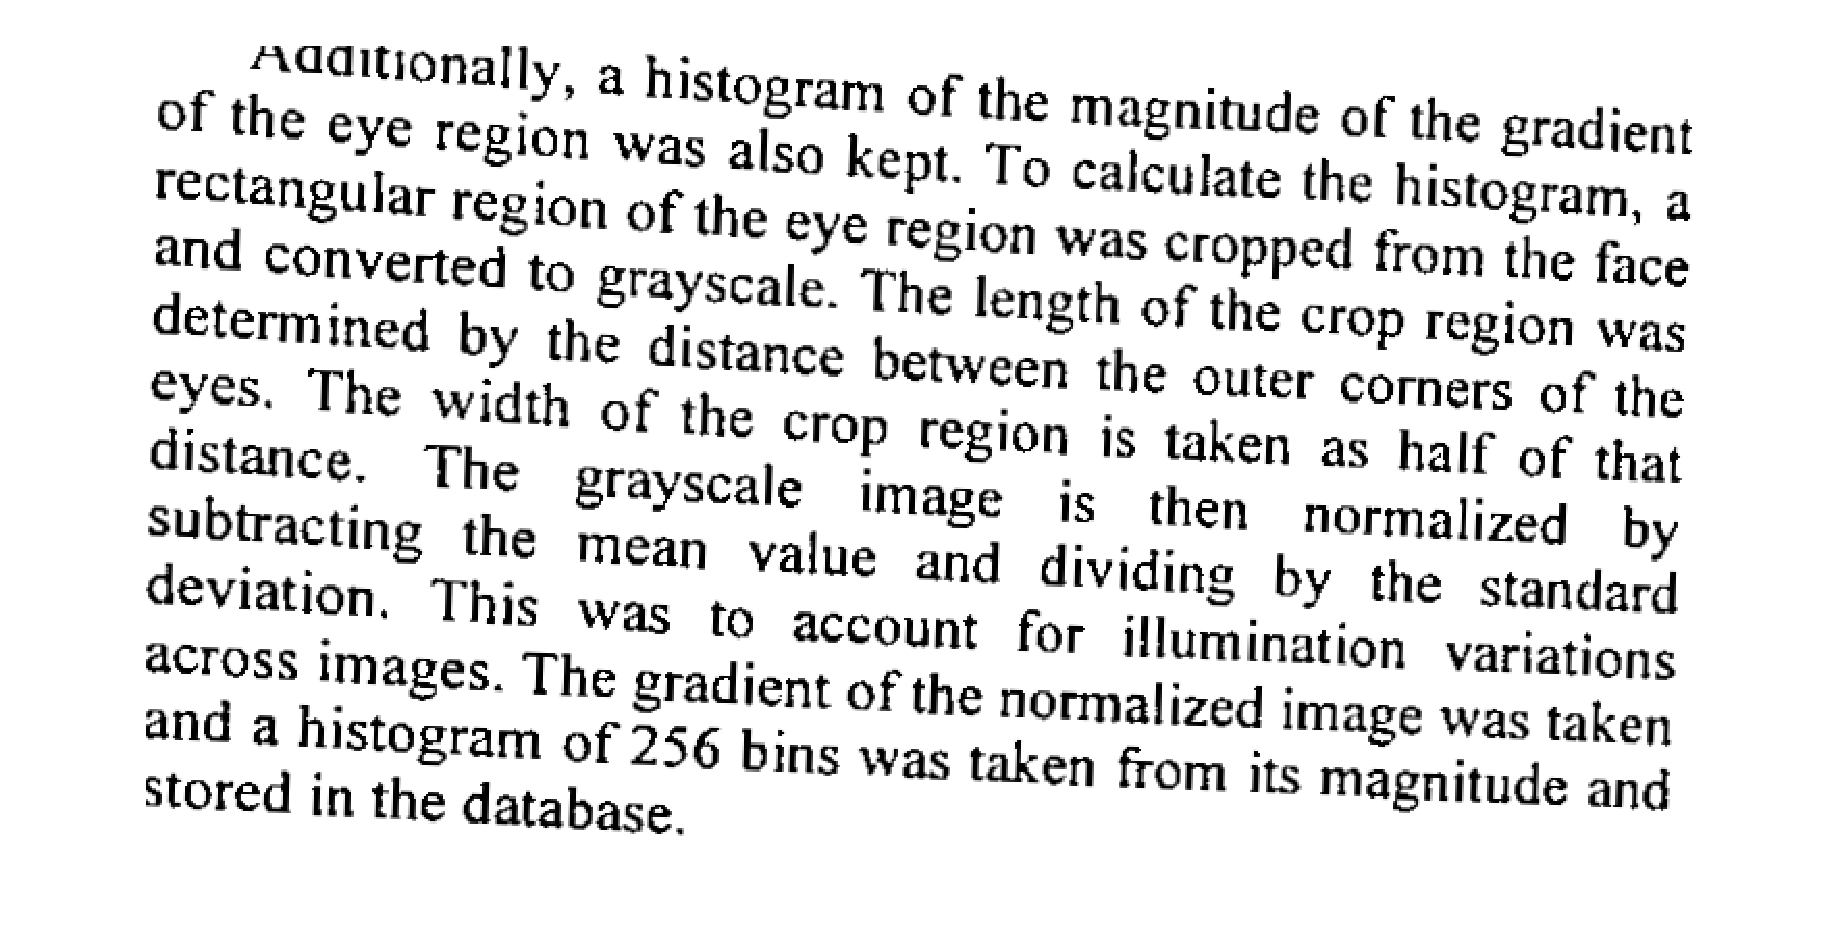 Additionally, a histogram of the magnitude of the gradient
of the eye region was also kept. To calculate the histogram, a
rectangular region of the eye region was cropped from the face
and converted to grayscale. The length of the crop region was
determined by the distance between the outer corners of the
eyes. The width of the crop region is taken as half of that
distance. The grayscale image is then normalized by
subtracting the mean value and dividing by the standard
deviation. This was to account for illumination variations
across images. The gradient of the normalized image was taken
and a histogram of 256 bins was taken from its magnitude and
stored in the database.